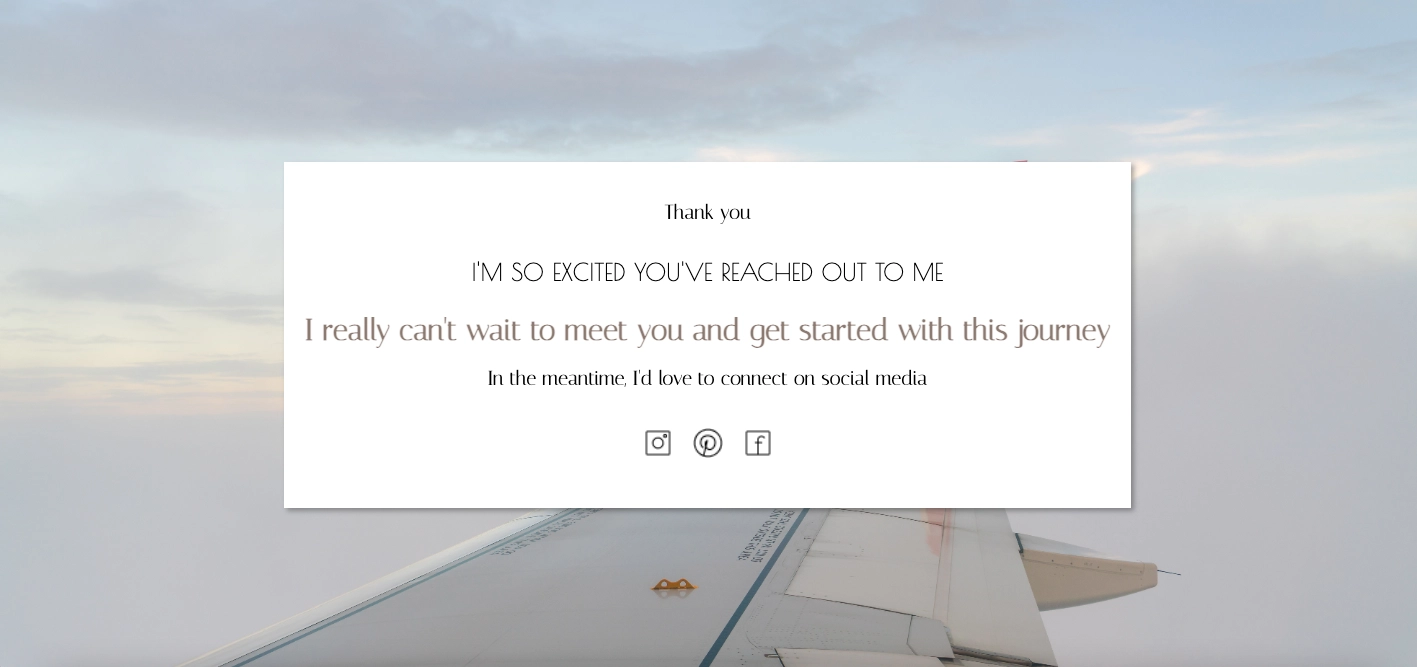 Thank you
I'M SO EXCITED YOU'VE REACHED OUT TO ME
I really can't wait to meet you and get started with this journey
In the meantime, I'd love to connect on social media